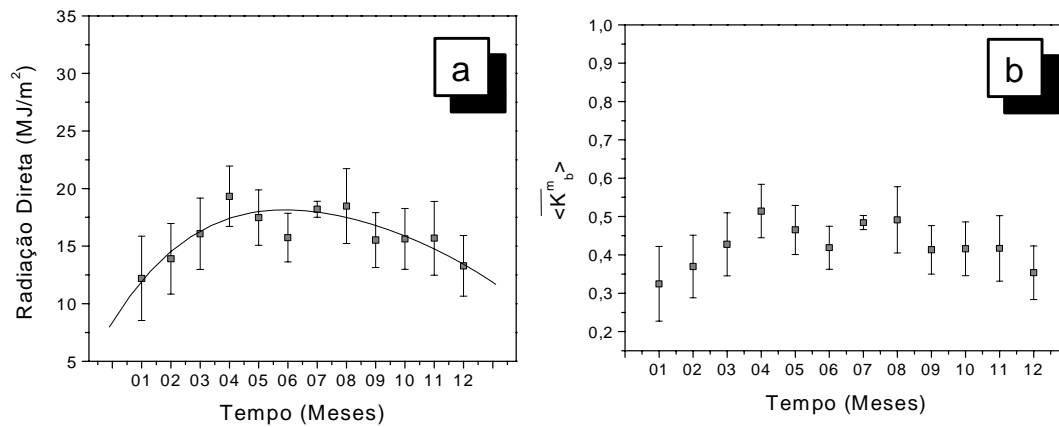 a
Radiação Direta (MJ/m²)
35
30
25
20
15
10
5
01 02 03 04 05 06 07 08 09 10 11 12
Tempo (Meses)
b
<K̅ᵐb>
1,0
0,9
0,8
0,7
0,6
0,5
0,4
0,3
0,2
01 02 03 04 05 06 07 08 09 10 11 12
Tempo (Meses)